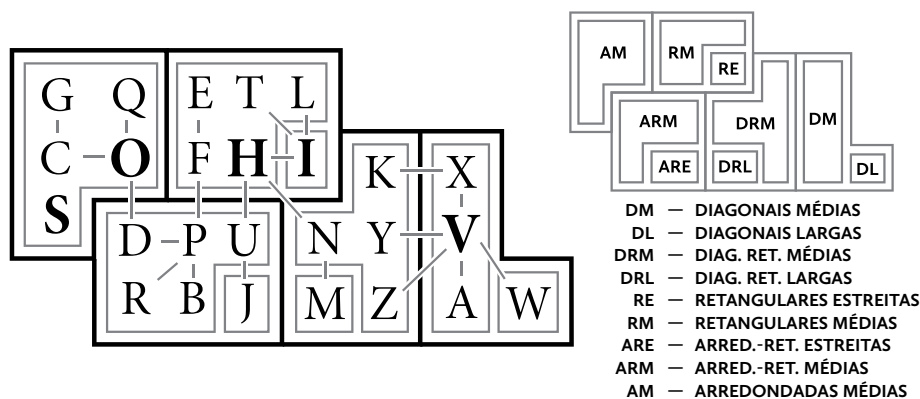 G Q E T L
C O F H I K X
S D P U N Y V
R B J M Z A W
AM RM RE
ARM ARE DRM DRL DM DL
DM — DIAGONAIS MÉDIAS
DL — DIAGONAIS LARGAS
DRM — DIAG. RET. MÉDIAS
DRL — DIAG. RET. LARGAS
RE — RETANGULARES ESTREITAS
RM — RETANGULARES MÉDIAS
ARE — ARRED.-RET. ESTREITAS
ARM — ARRED.-RET. MÉDIAS
AM — ARREDONDADAS MÉDIAS